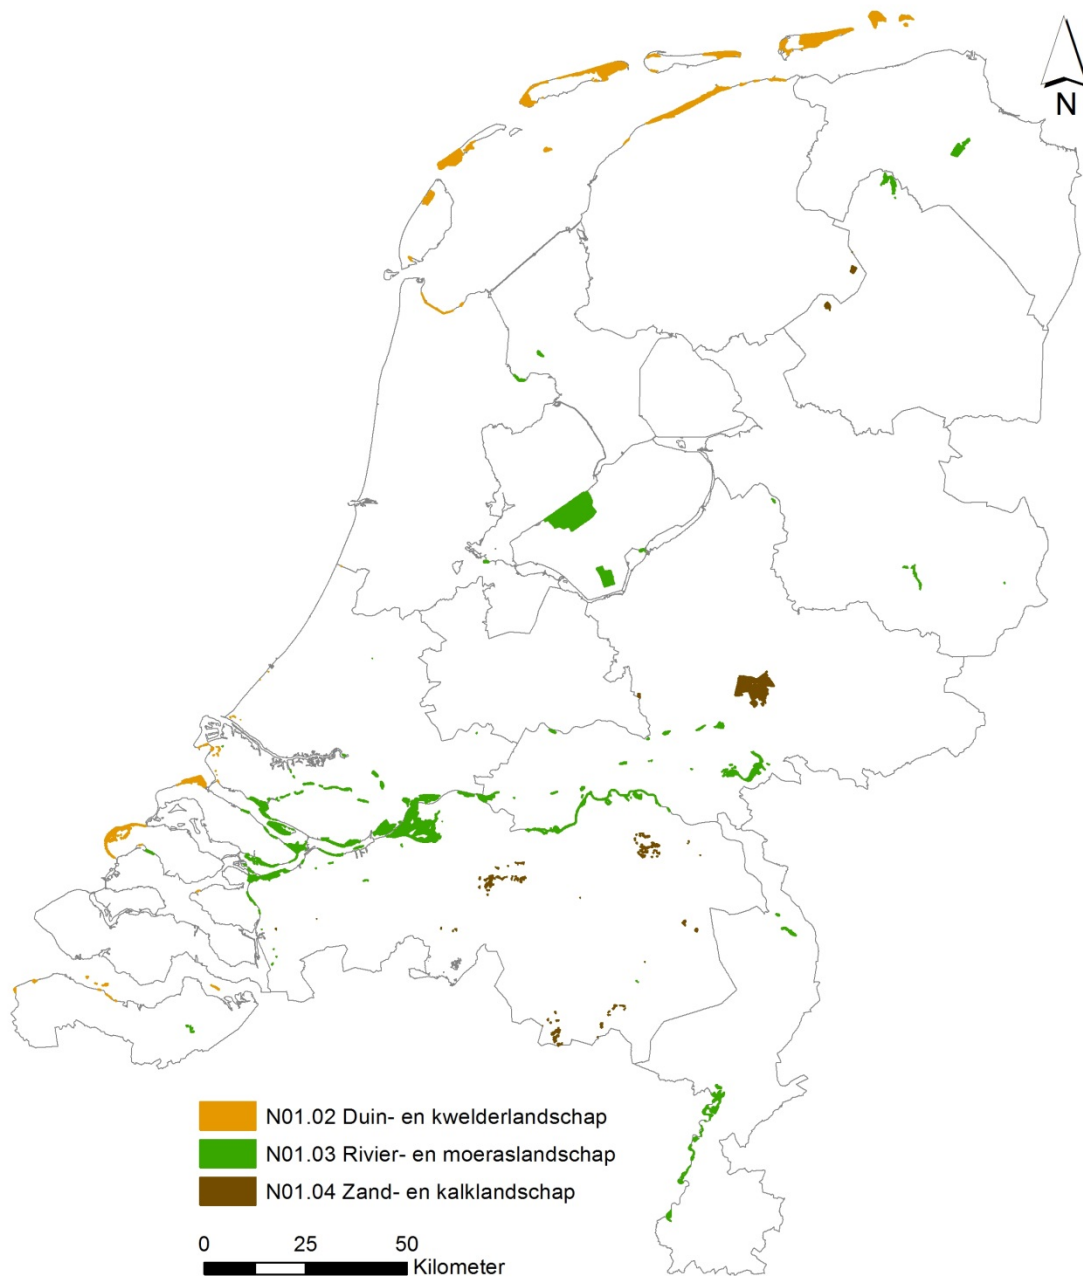 N
N01.02 Duin- en kwelderlandschap
N01.03 Rivier- en moeraslandschap
N01.04 Zand- en kalklandschap
0 25 50
Kilometer